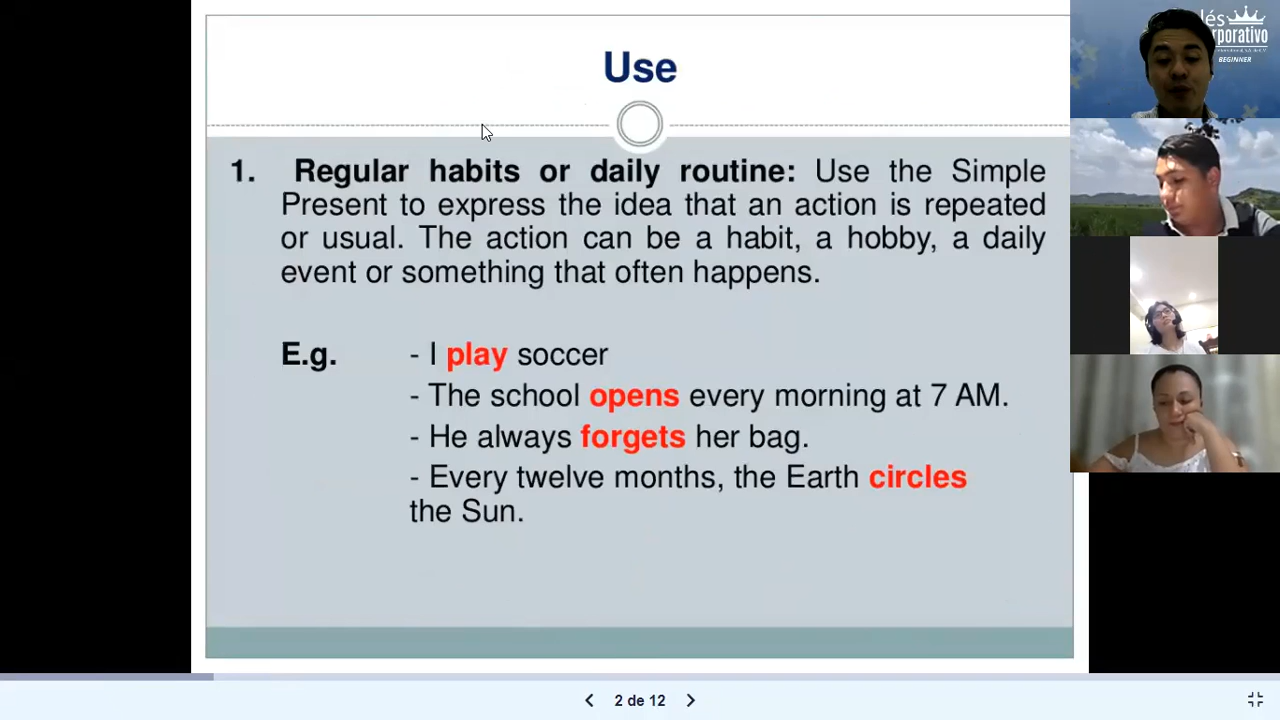 Use
1. Regular habits or daily routine: Use the Simple
Present to express the idea that an action is repeated
or usual. The action can be a habit, a hobby, a daily
event or something that often happens.
E.g. - I play soccer
- The school opens every morning at 7 AM.
- He always forgets her bag.
- Every twelve months, the Earth circles
the Sun.
BEGINNER
2 de 12